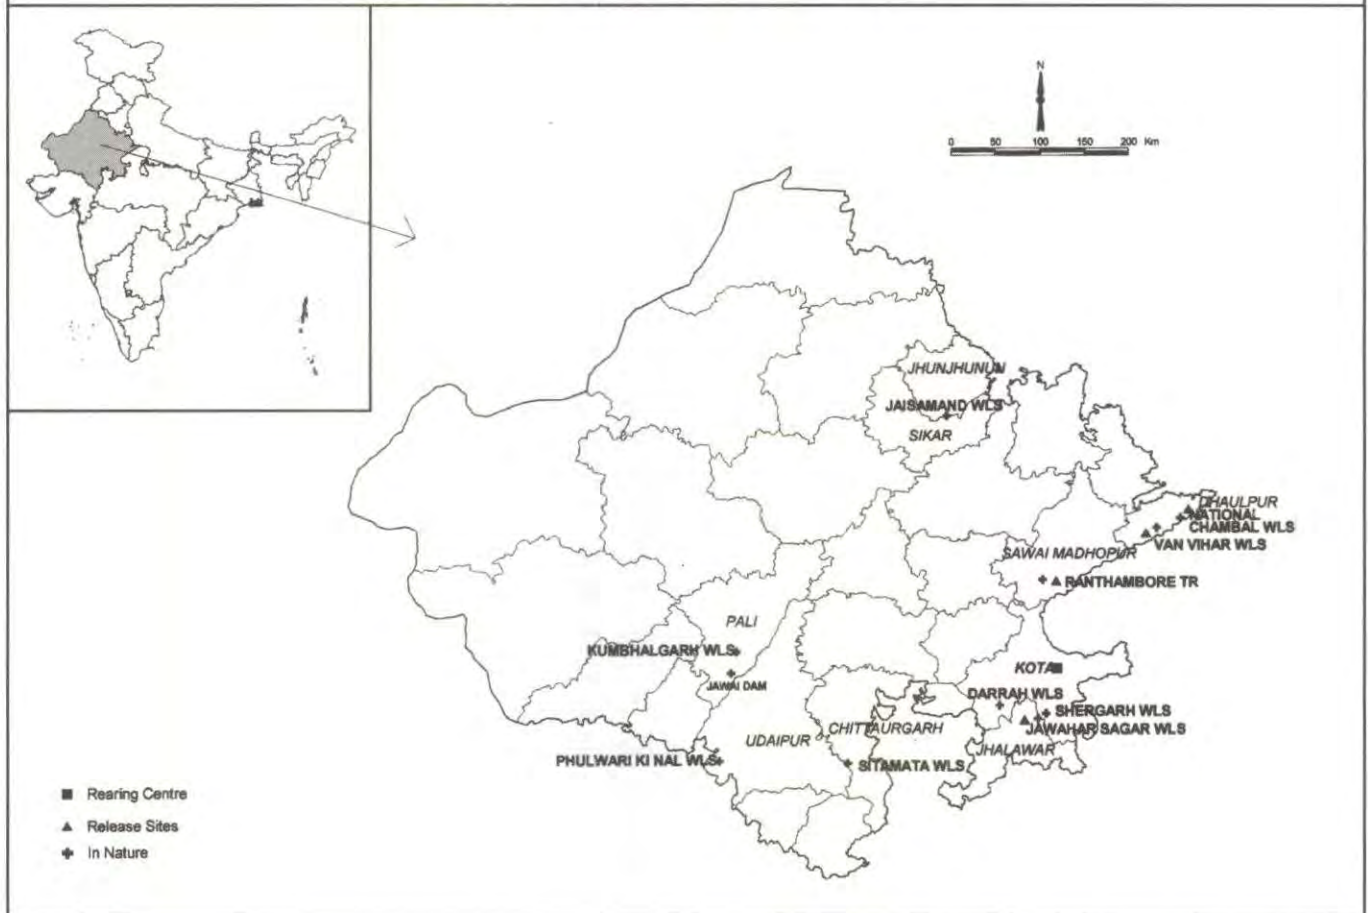 N
0 50 100 150 200 Km
JHUNJHUNUN
JAISAMAND WLS
SIKAR
DHAULPUR
NATIONAL
CHAMBAL WLS
VAN VIHAR WLS
SAWAI MADHOPUR
RANTHAMBORE TR
PALI
KUMBHALGARH WLS
JAWAI DAM
KOTA
DARRAH WLS
SHERGARH WLS
JAWAHAR SAGAR WLS
CHITTAURGARH
UDAIPUR
JHALAWAR
PHULWARI KI NAL WLS
SITAMATA WLS
Rearing Centre
Release Sites
In Nature